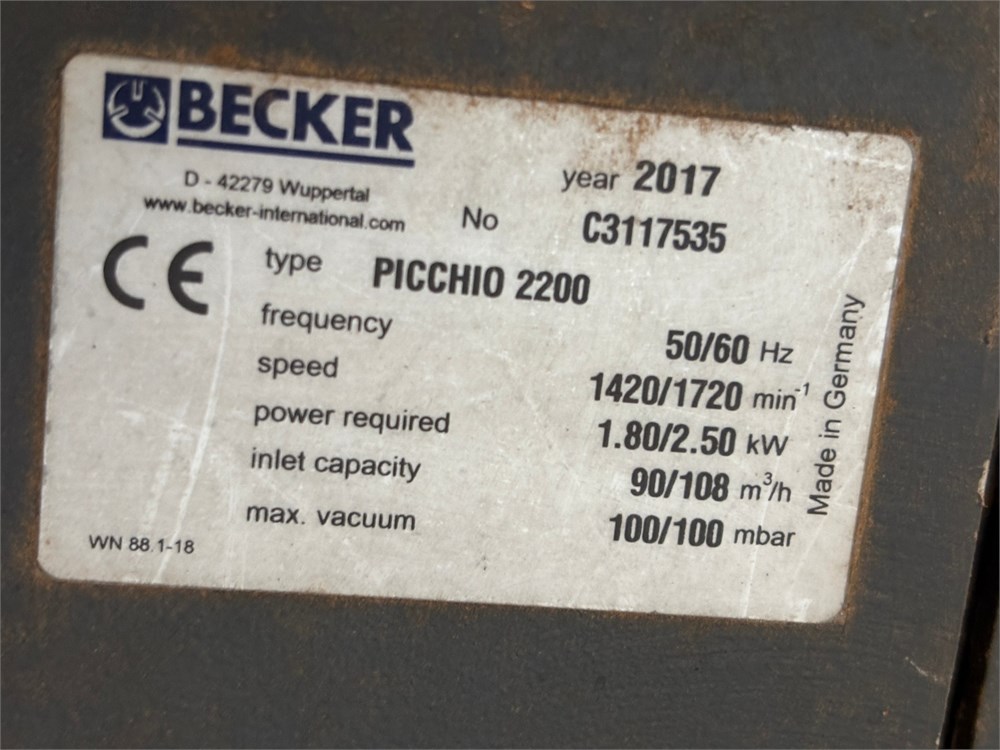 BECKER
D - 42279 Wuppertal
www.becker-international.com
year 2017
No C3117535
CE
type PICCHIO 2200
frequency 50/60 Hz
speed 1420/1720 min⁻¹
power required 1.80/2.50 kW
inlet capacity 90/108 m³/h
max. vacuum 100/100 mbar
WN 88.1-18
Made in Germany